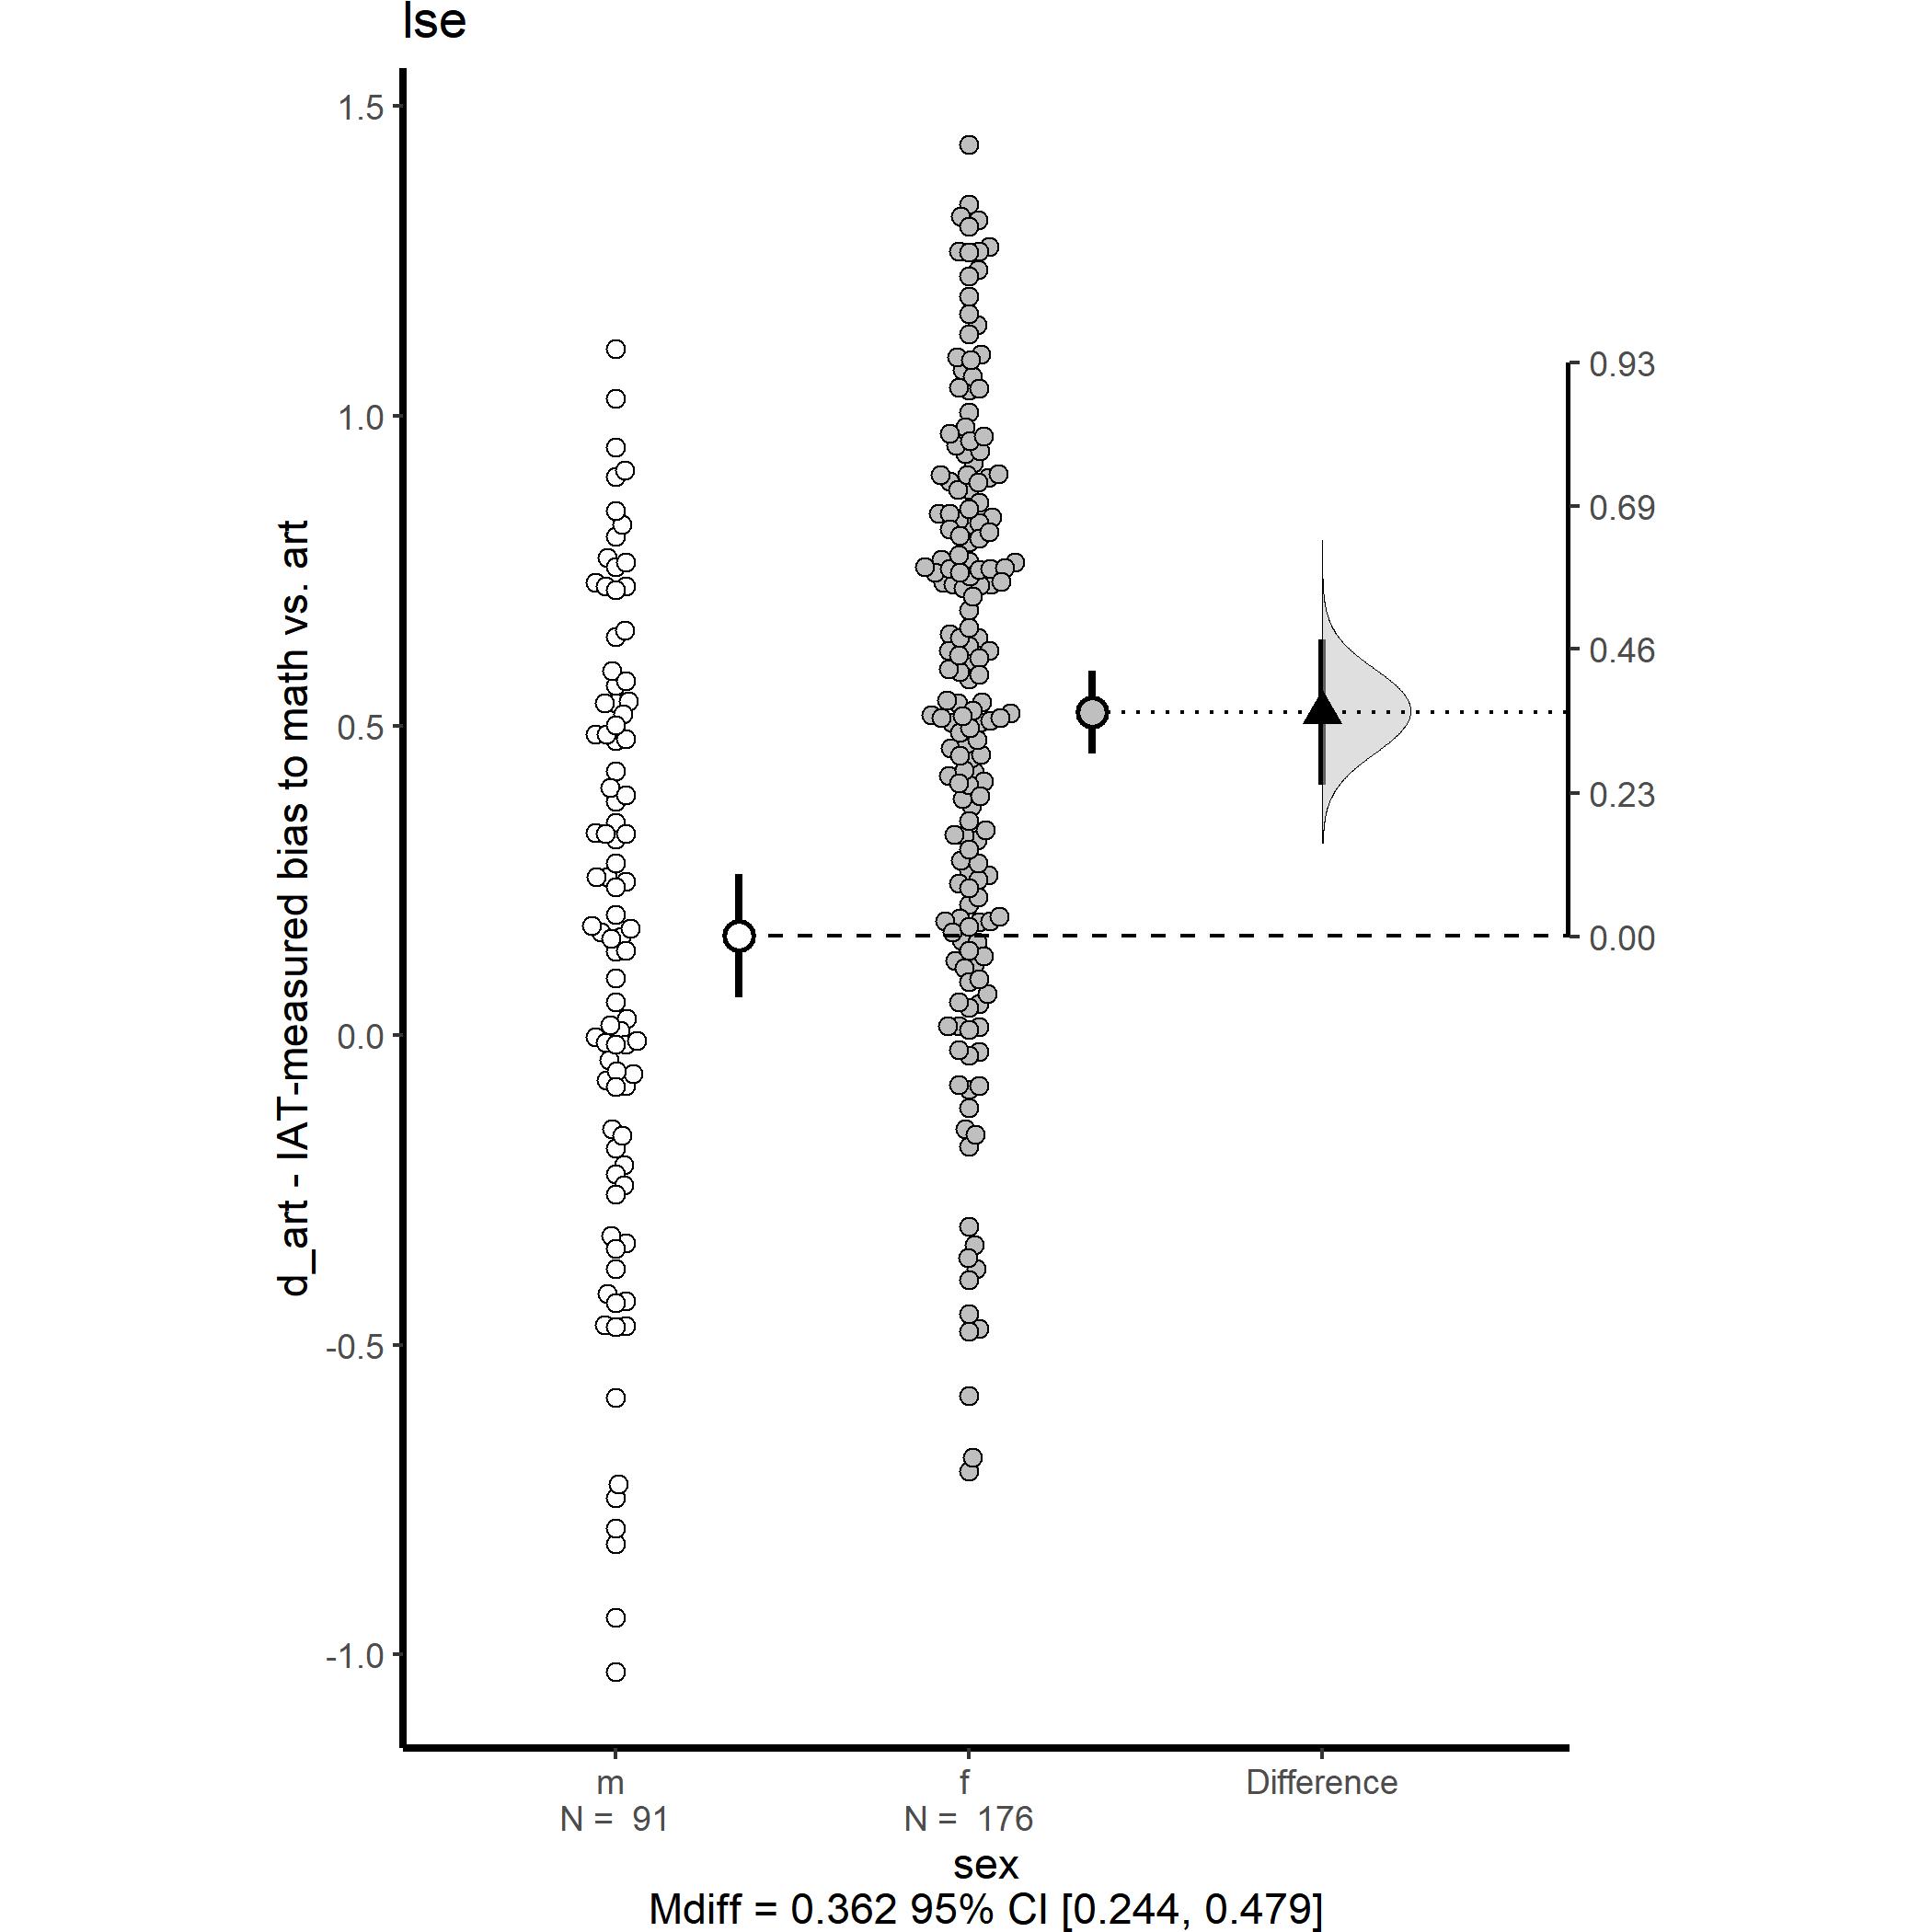 lse
1.5
1.0
0.5
0.0
-0.5
-1.0
d_art - IAT-measured bias to math vs. art
0.93
0.69
0.46
0.23
0.00
m
N =  91
f
N =  176
Difference
sex
Mdiff = 0.362 95% CI [0.244, 0.479]